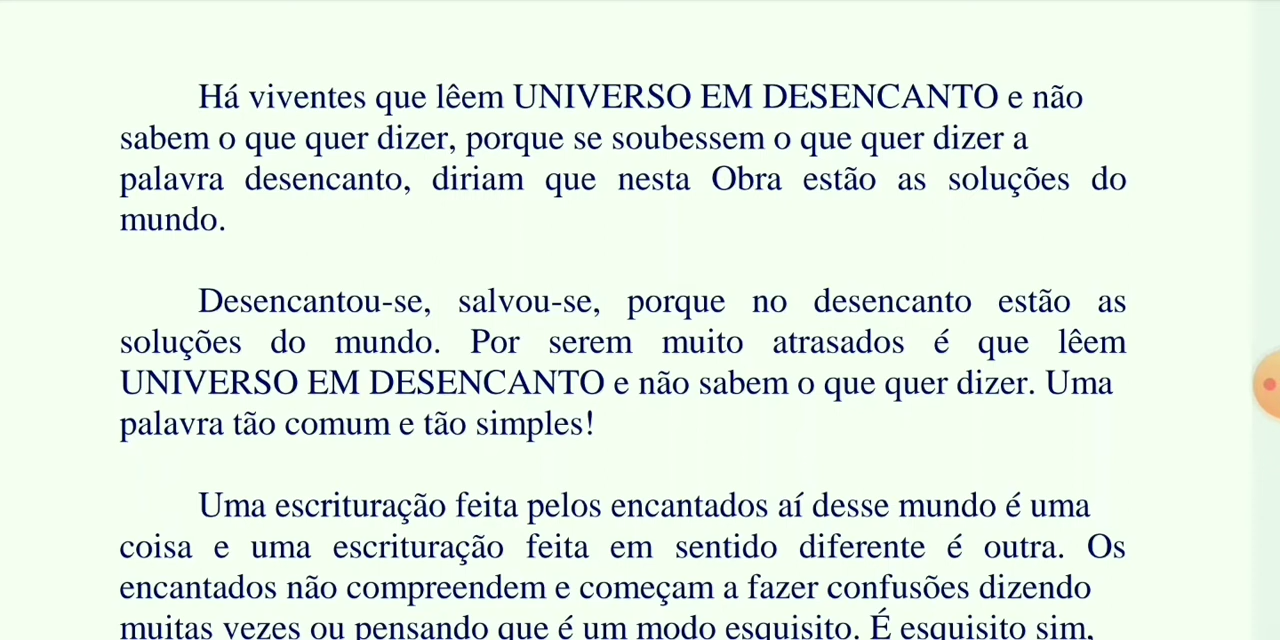 Há viventes que lêem UNIVERSO EM DESENCANTO e não
sabem o que quer dizer, porque se soubessem o que quer dizer a
palavra desencanto, diriam que nesta Obra estão as soluções do
mundo.
Desencantou-se, salvou-se, porque no desencanto estão as
soluções do mundo. Por serem muito atrasados é que lêem
UNIVERSO EM DESENCANTO e não sabem o que quer dizer. Uma
palavra tão comum e tão simples!
Uma escrituração feita pelos encantados aí desse mundo é uma
coisa e uma escrituração feita em sentido diferente é outra. Os
encantados não compreendem e começam a fazer confusões dizendo
muitas vezes ou pensando que é um modo esquisito. É esquisito sim,